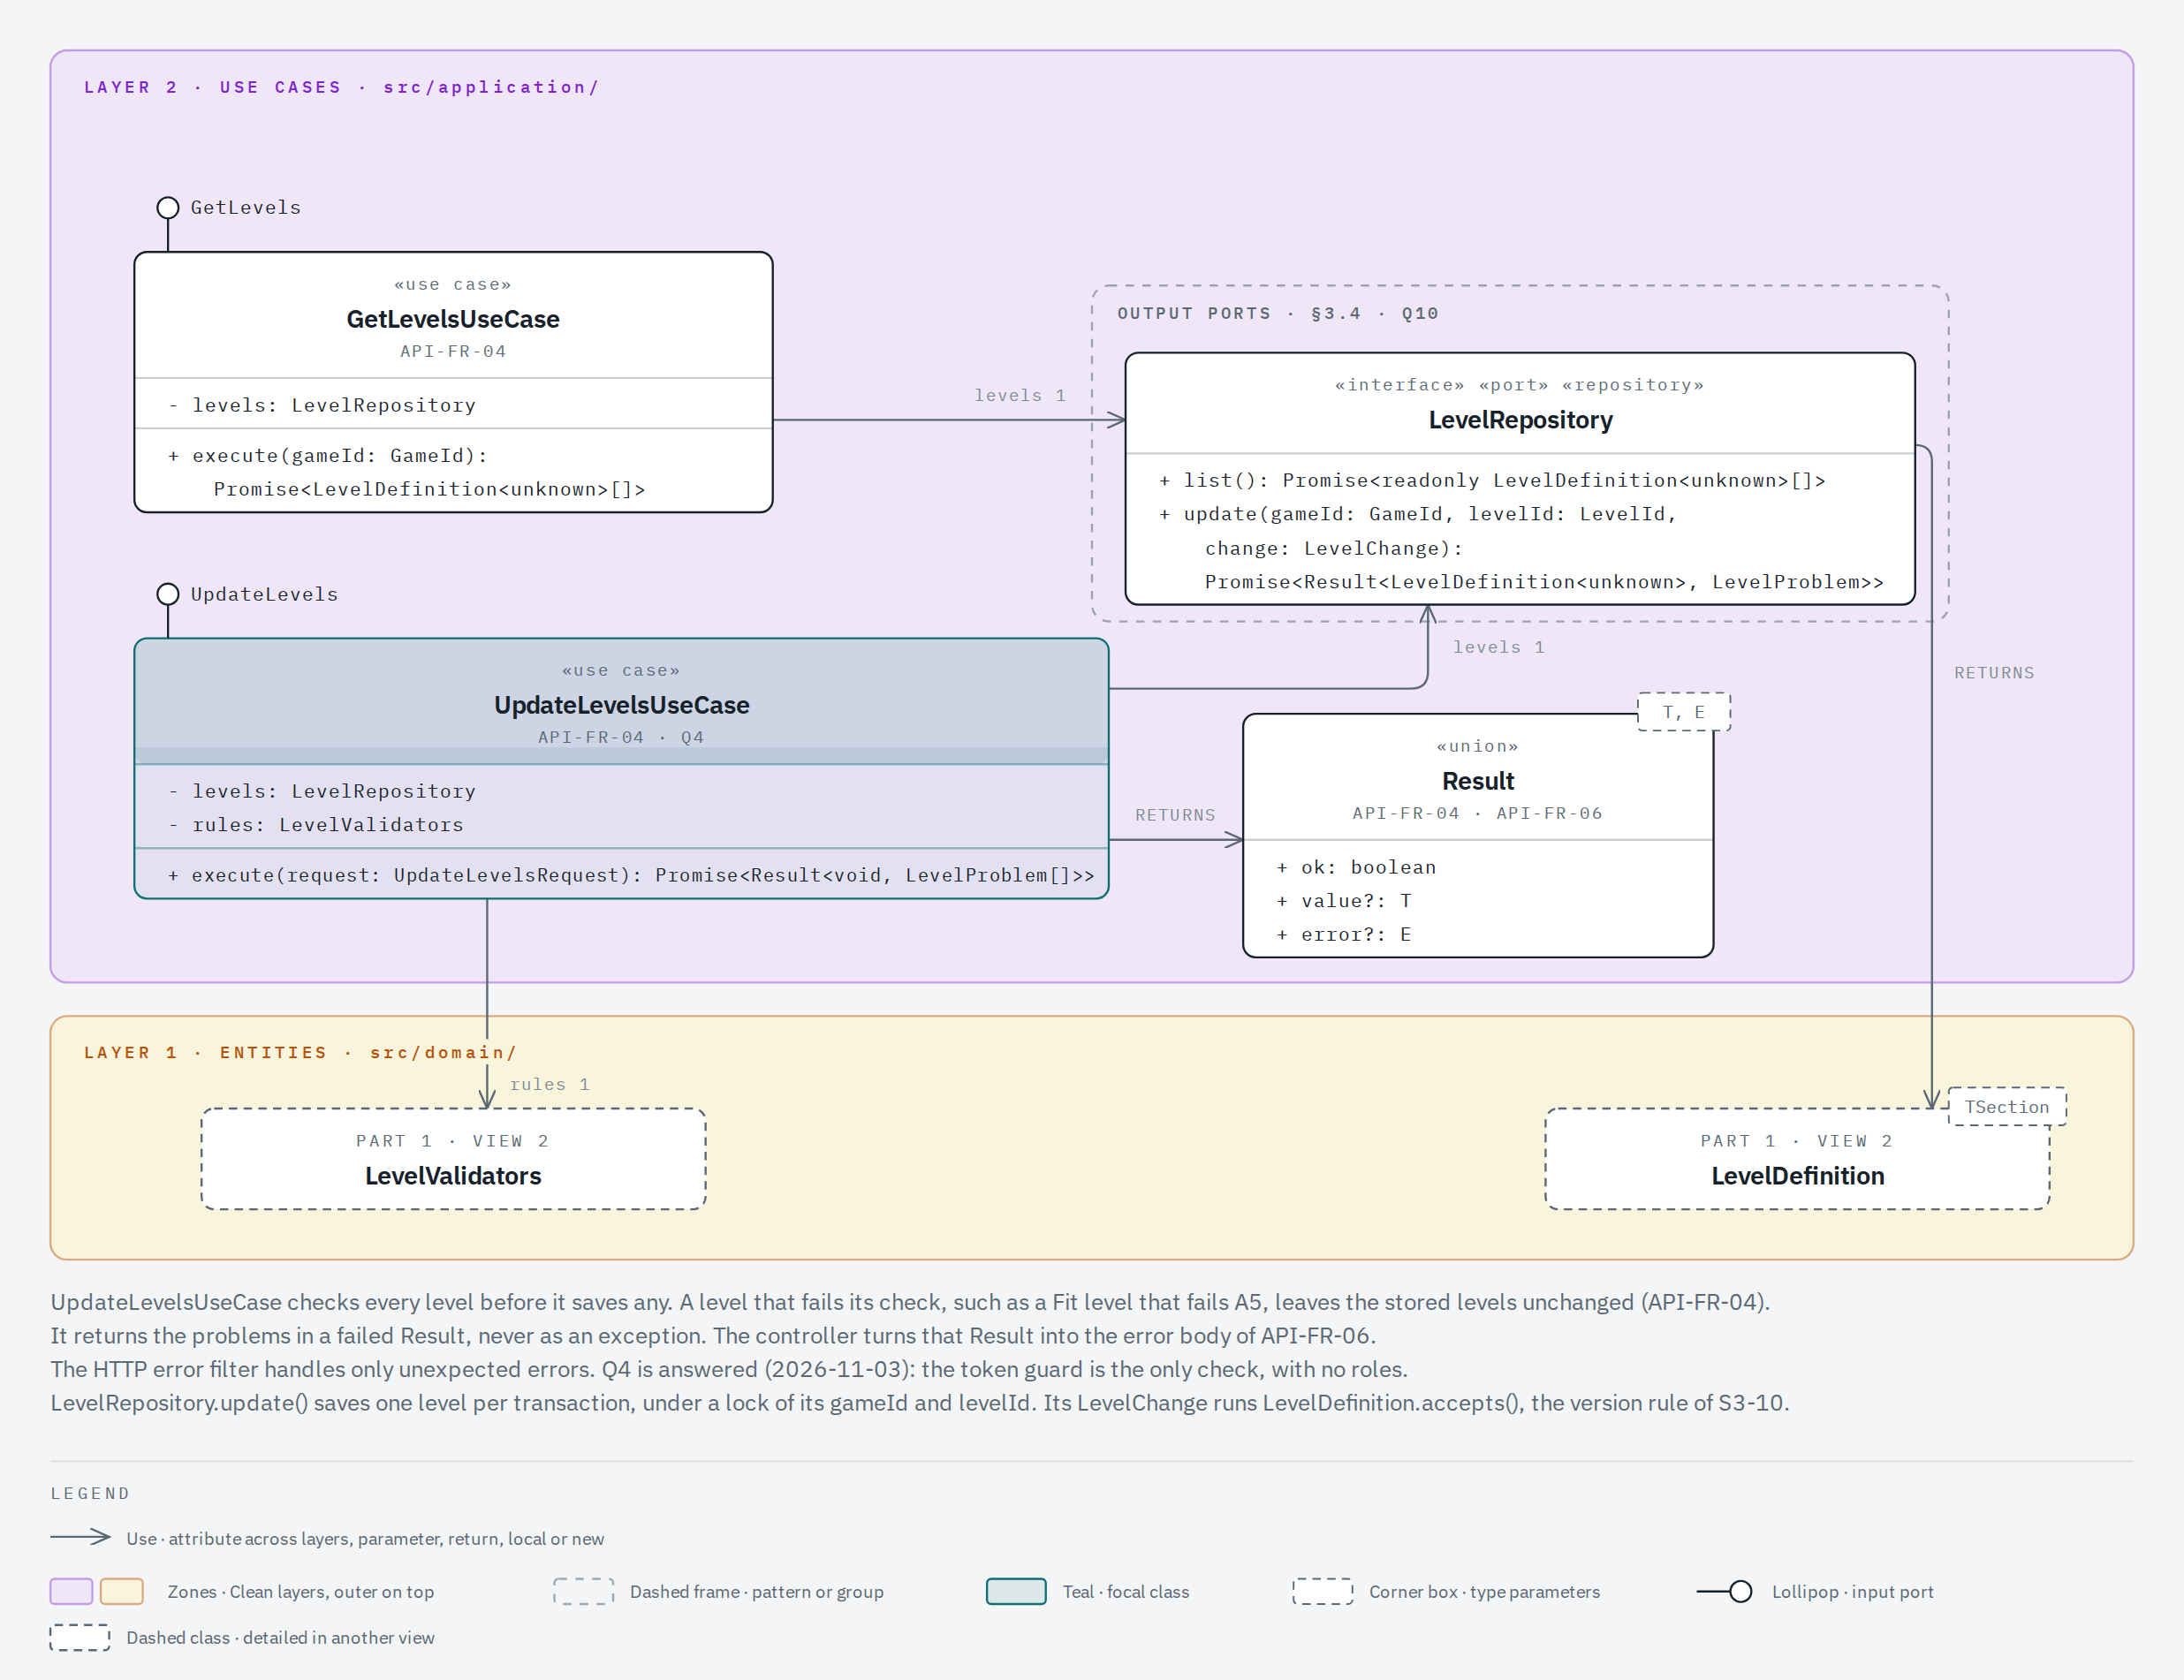 LAYER 2 · USE CASES · src/application/
GetLevels
«use case»
GetLevelsUseCase
API-FR-04
- levels: LevelRepository
+ execute(gameId: GameId):
Promise<LevelDefinition<unknown>[]>
levels 1
OUTPUT PORTS · §3.4 · Q10
«interface» «port» «repository»
LevelRepository
+ list(): Promise<readonly LevelDefinition<unknown>[]>
+ update(gameId: GameId, levelId: LevelId,
change: LevelChange):
Promise<Result<LevelDefinition<unknown>, LevelProblem>>
UpdateLevels
«use case»
UpdateLevelsUseCase
API-FR-04 · Q4
- levels: LevelRepository
- rules: LevelValidators
+ execute(request: UpdateLevelsRequest): Promise<Result<void, LevelProblem[]>>
levels 1
RETURNS
RETURNS
T, E
«union»
Result
API-FR-04 · API-FR-06
+ ok: boolean
+ value?: T
+ error?: E
LAYER 1 · ENTITIES · src/domain/
rules 1
PART 1 · VIEW 2
LevelValidators
TSection
PART 1 · VIEW 2
LevelDefinition
UpdateLevelsUseCase checks every level before it saves any. A level that fails its check, such as a Fit level that fails A5, leaves the stored levels unchanged (API-FR-04).
It returns the problems in a failed Result, never as an exception. The controller turns that Result into the error body of API-FR-06.
The HTTP error filter handles only unexpected errors. Q4 is answered (2026-11-03): the token guard is the only check, with no roles.
LevelRepository.update() saves one level per transaction, under a lock of its gameId and levelId. Its LevelChange runs LevelDefinition.accepts(), the version rule of S3-10.
LEGEND
Use · attribute across layers, parameter, return, local or new
Zones · Clean layers, outer on top
Dashed frame · pattern or group
Teal · focal class
Corner box · type parameters
Lollipop · input port
Dashed class · detailed in another view